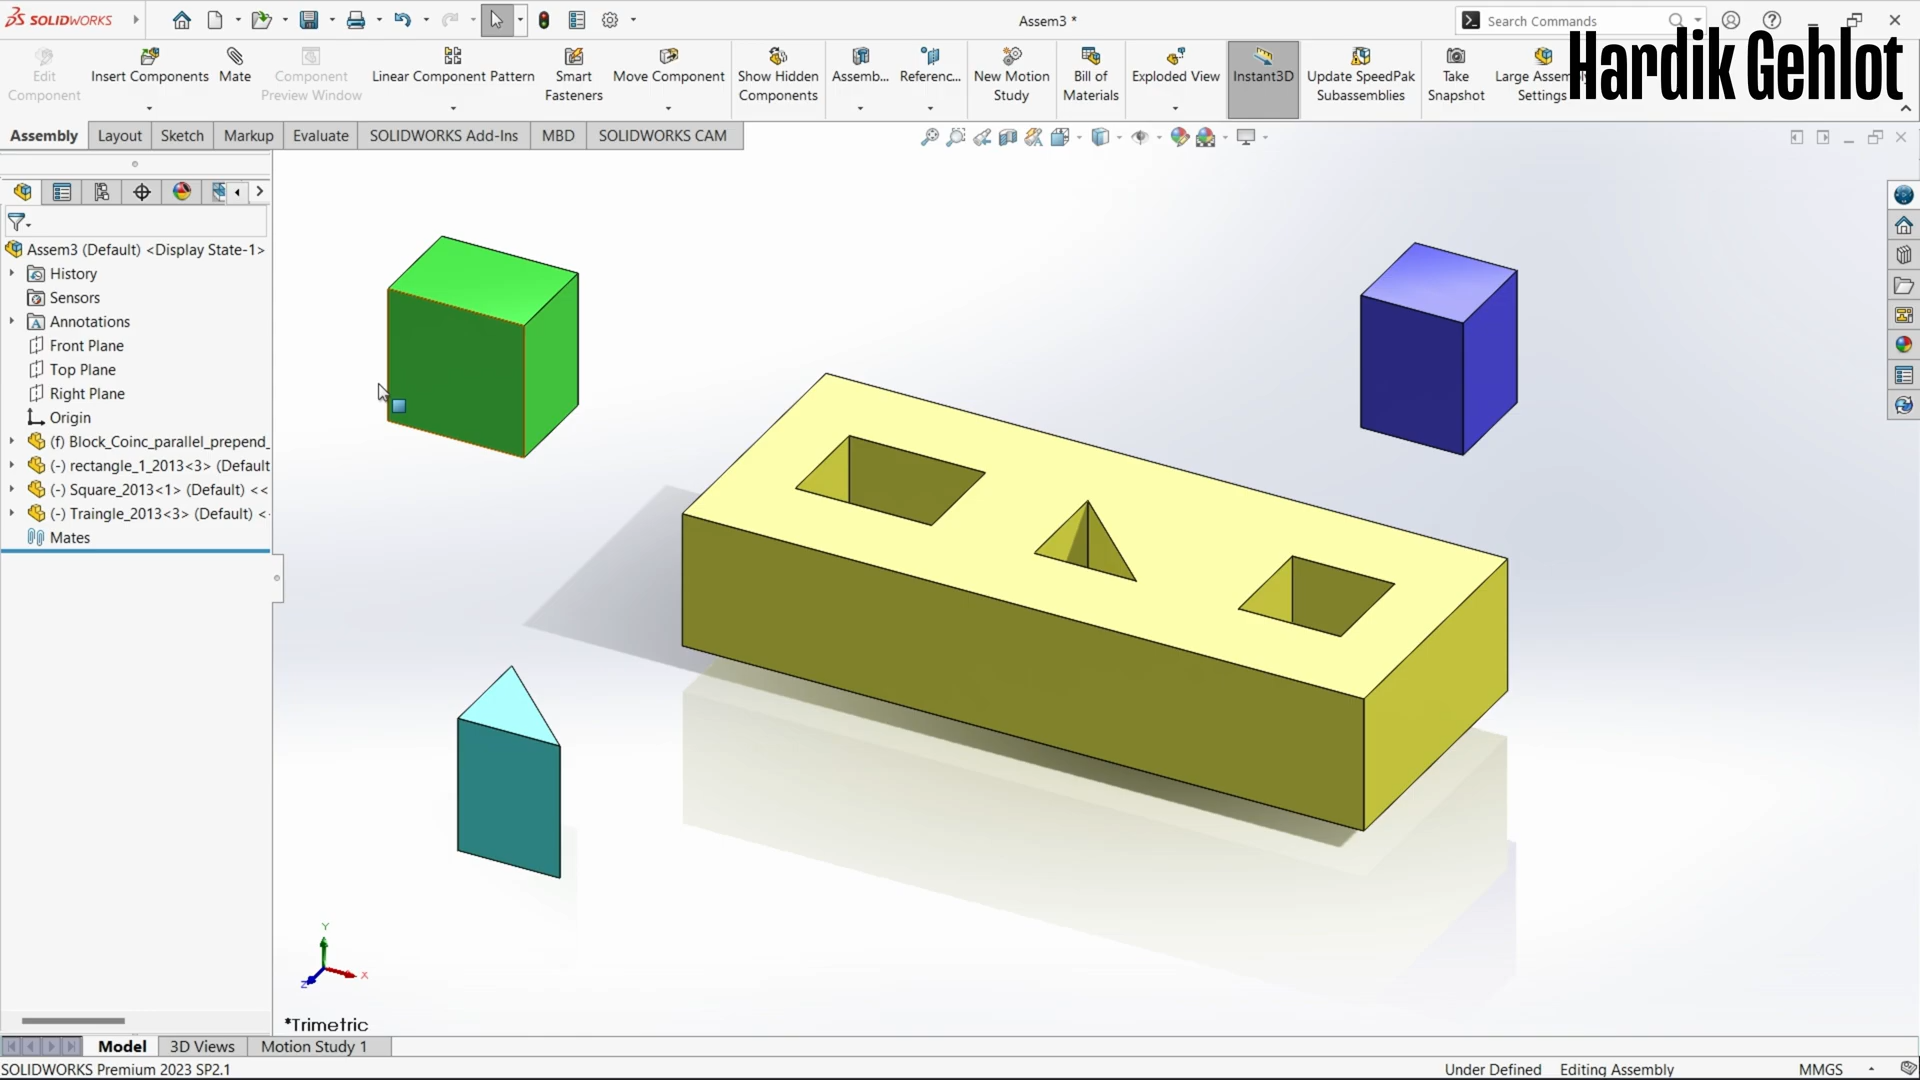 SOLIDWORKS
Assem3 *
Search Commands
Hardik Gehlot
Edit Component
Insert Components
Mate
Component Preview Window
Linear Component Pattern
Smart Fasteners
Move Component
Show Hidden Components
Assemb...
Referenc...
New Motion Study
Bill of Materials
Exploded View
Instant3D
Update SpeedPak Subassemblies
Take Snapshot
Large Assem
Settings
Assembly
Layout
Sketch
Markup
Evaluate
SOLIDWORKS Add-Ins
MBD
SOLIDWORKS CAM
Assem3 (Default) <Display State-1>
History
Sensors
Annotations
Front Plane
Top Plane
Right Plane
Origin
(f) Block_Coinc_parallel_prepend_
(-) rectangle_1_2013<3> (Default
(-) Square_2013<1> (Default) <<
(-) Traingle_2013<3> (Default) <
Mates
Y
X
Z
*Trimetric
Model
3D Views
Motion Study 1
SOLIDWORKS Premium 2023 SP2.1
Under Defined
Editing Assembly
MMGS